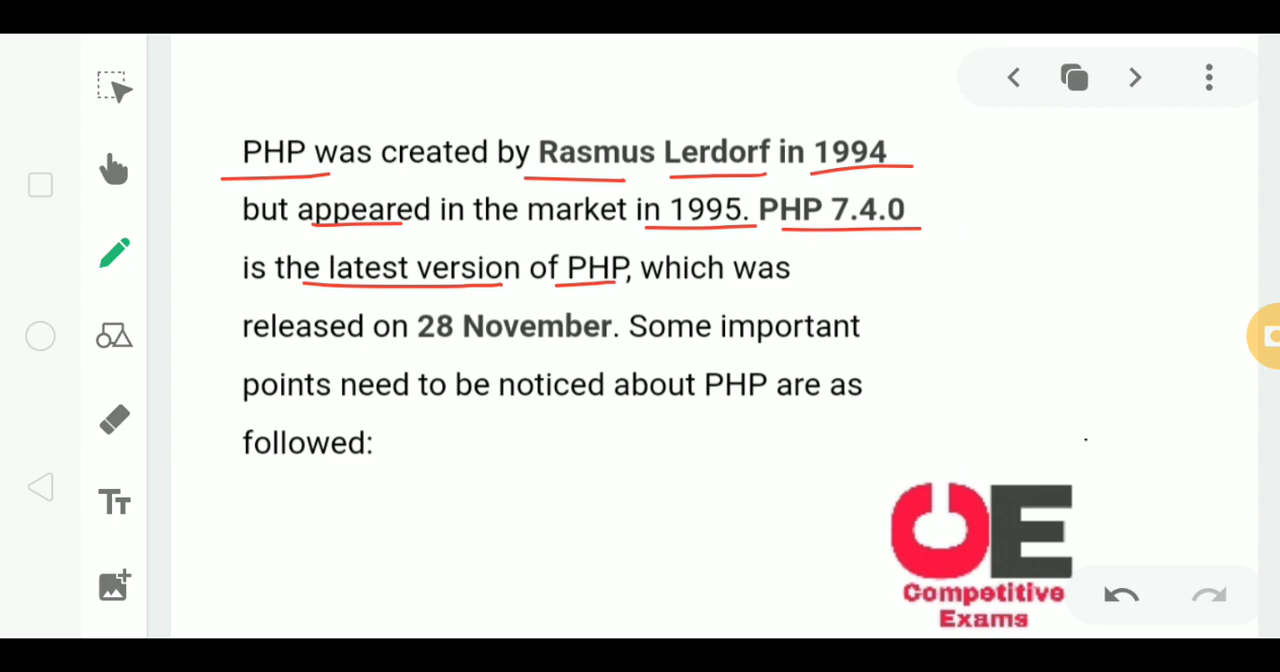 PHP was created by Rasmus Lerdorf in 1994
but appeared in the market in 1995. PHP 7.4.0
is the latest version of PHP, which was
released on 28 November. Some important
points need to be noticed about PHP are as
followed:
TT
CE
Competitive
Exams